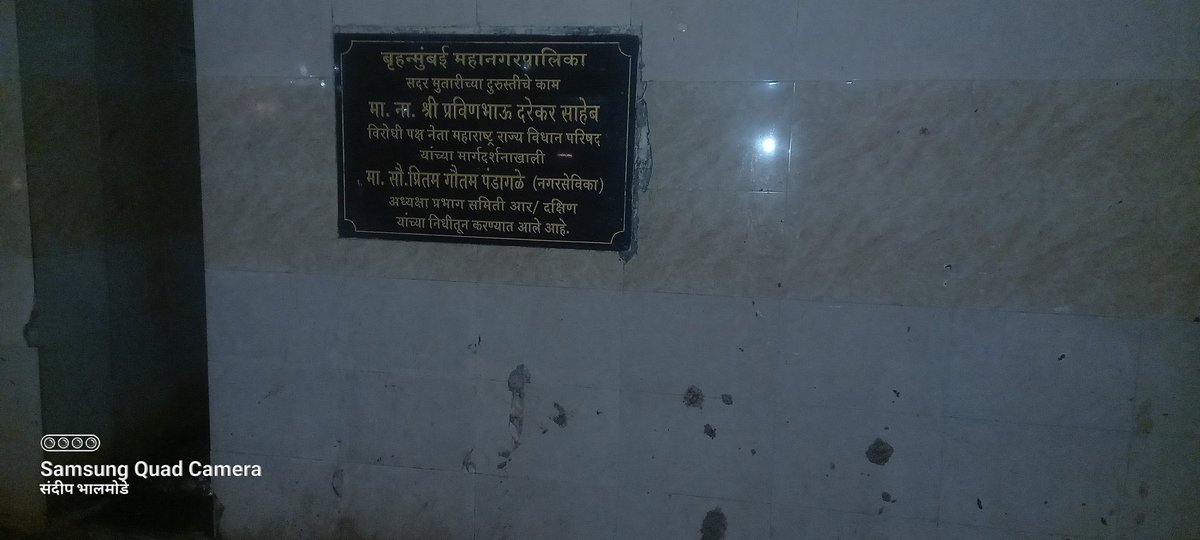 बृहन्मुंबई महानगरपालिका
सदर मुतारीच्या दुरुस्तीचे काम
मा. ना. श्री प्रविणभाऊ दरेकर साहेब
विरोधी पक्ष नेता महाराष्ट्र राज्य विधान परिषद
यांच्या मार्गदर्शनाखाली
मा. सौ.प्रितम गौतम पंडागळे (नगरसेविका)
अध्यक्षा प्रभाग समिती आर/ दक्षिण
यांच्या निधीतून करण्यात आले आहे.
Samsung Quad Camera
संदीप भालमोडे